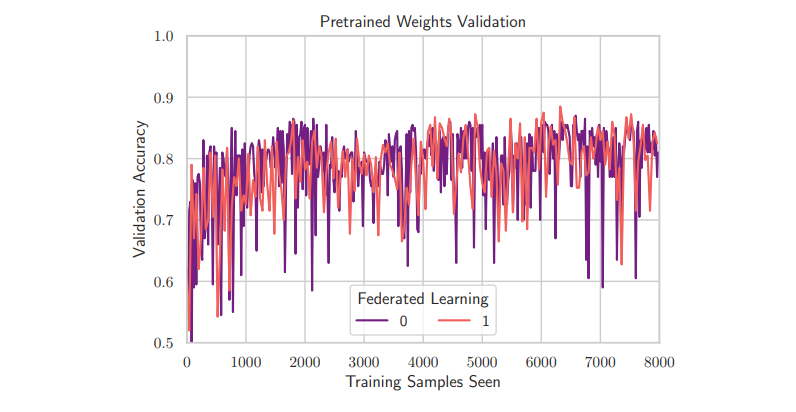 Pretrained Weights Validation
1.0
0.9
0.8
0.7
0.6
0.5
Validation Accuracy
Federated Learning
0 1
0 1000 2000 3000 4000 5000 6000 7000 8000
Training Samples Seen